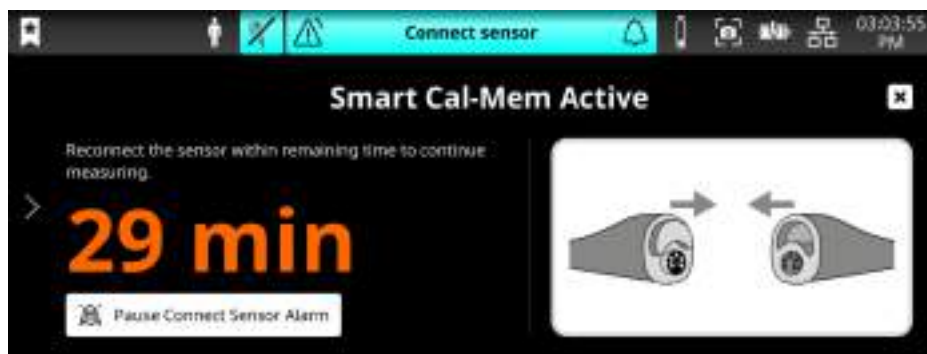 Connect sensor
03:03:55
PM
Smart Cal-Mem Active
Reconnect the sensor within remaining time to continue
measuring.
29 min
Pause Connect Sensor Alarm